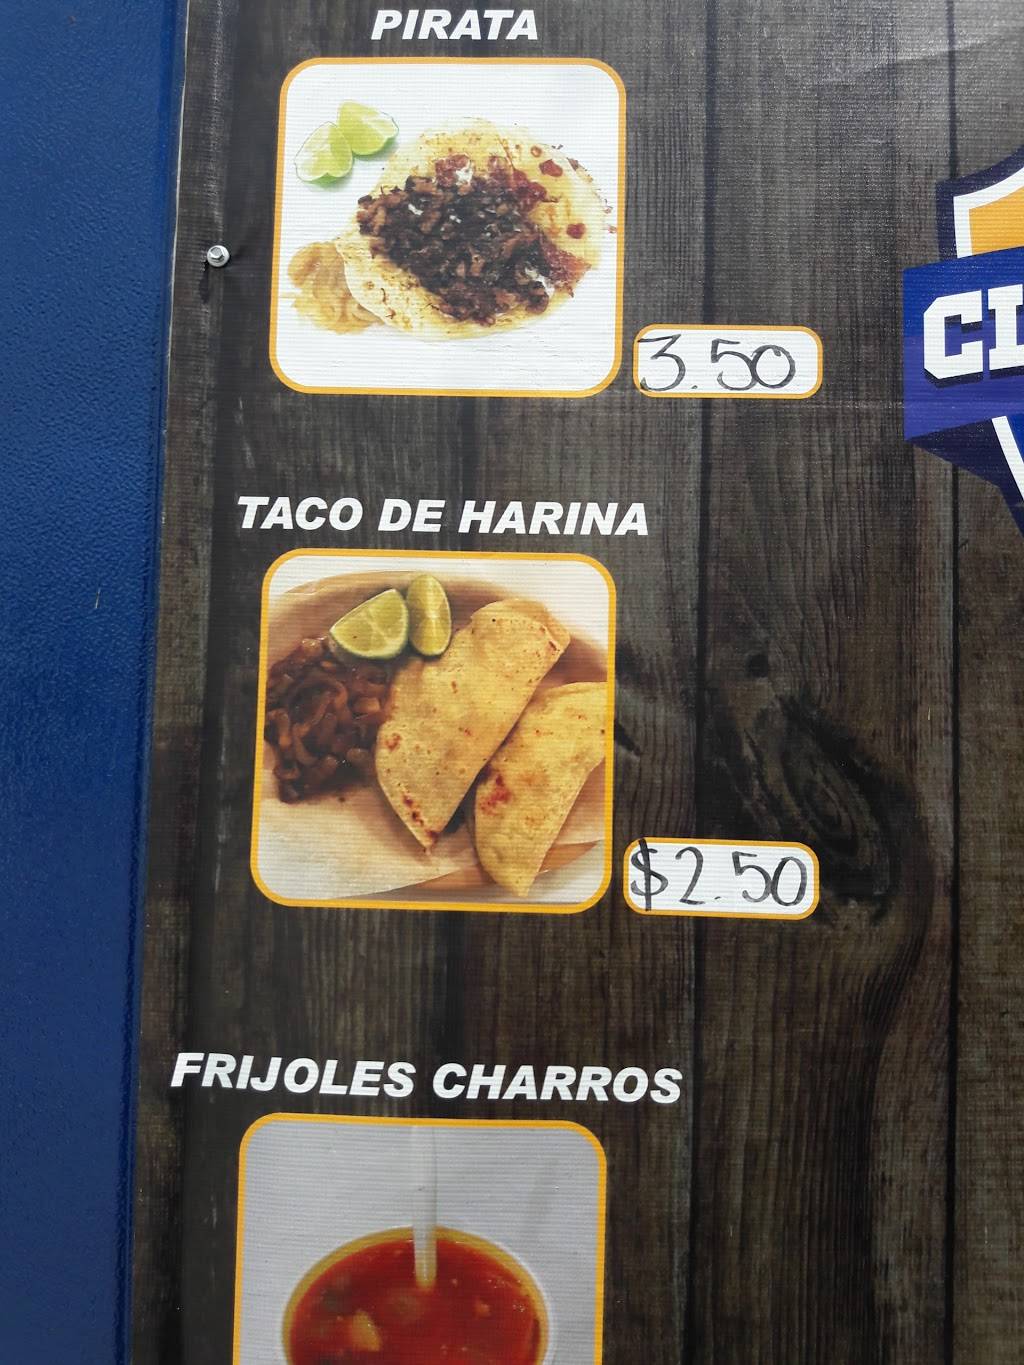 PIRATA
3.50
TACO DE HARINA
$2.50
FRIJOLES CHARROS